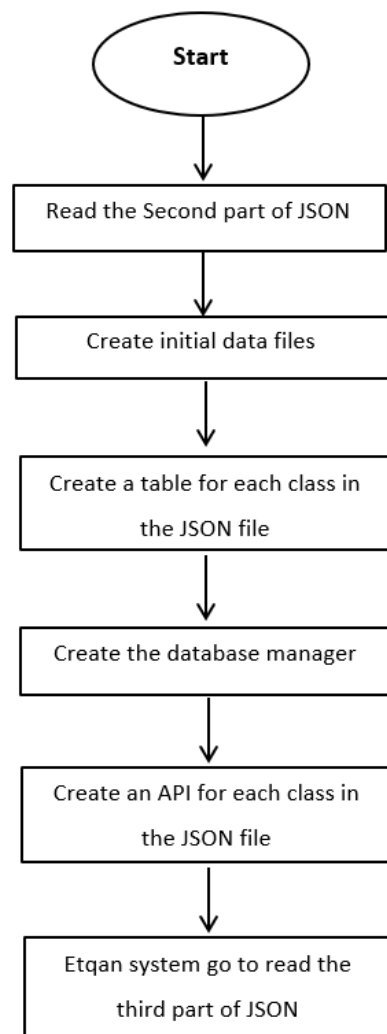 Start
Read the Second part of JSON
Create initial data files
Create a table for each class in
the JSON file
Create the database manager
Create an API for each class in
the JSON file
Etqan system go to read the
third part of JSON